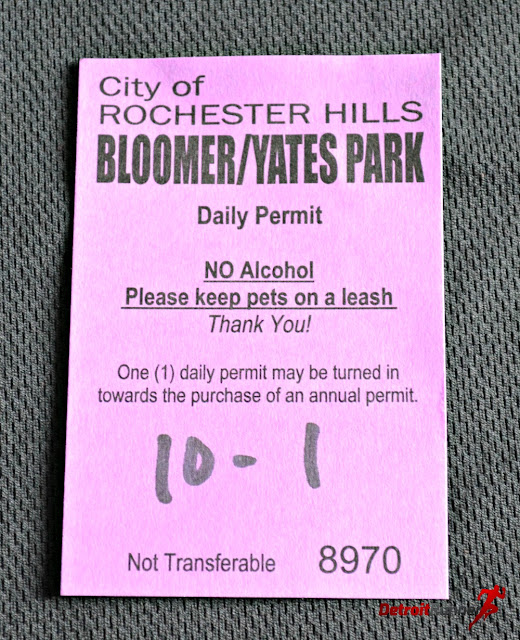 City of
ROCHESTER HILLS
BLOOMER/YATES PARK
Daily Permit
NO Alcohol
Please keep pets on a leash
Thank You!
One (1) daily permit may be turned in
towards the purchase of an annual permit.
10-1
Not Transferable 8970
Detroit